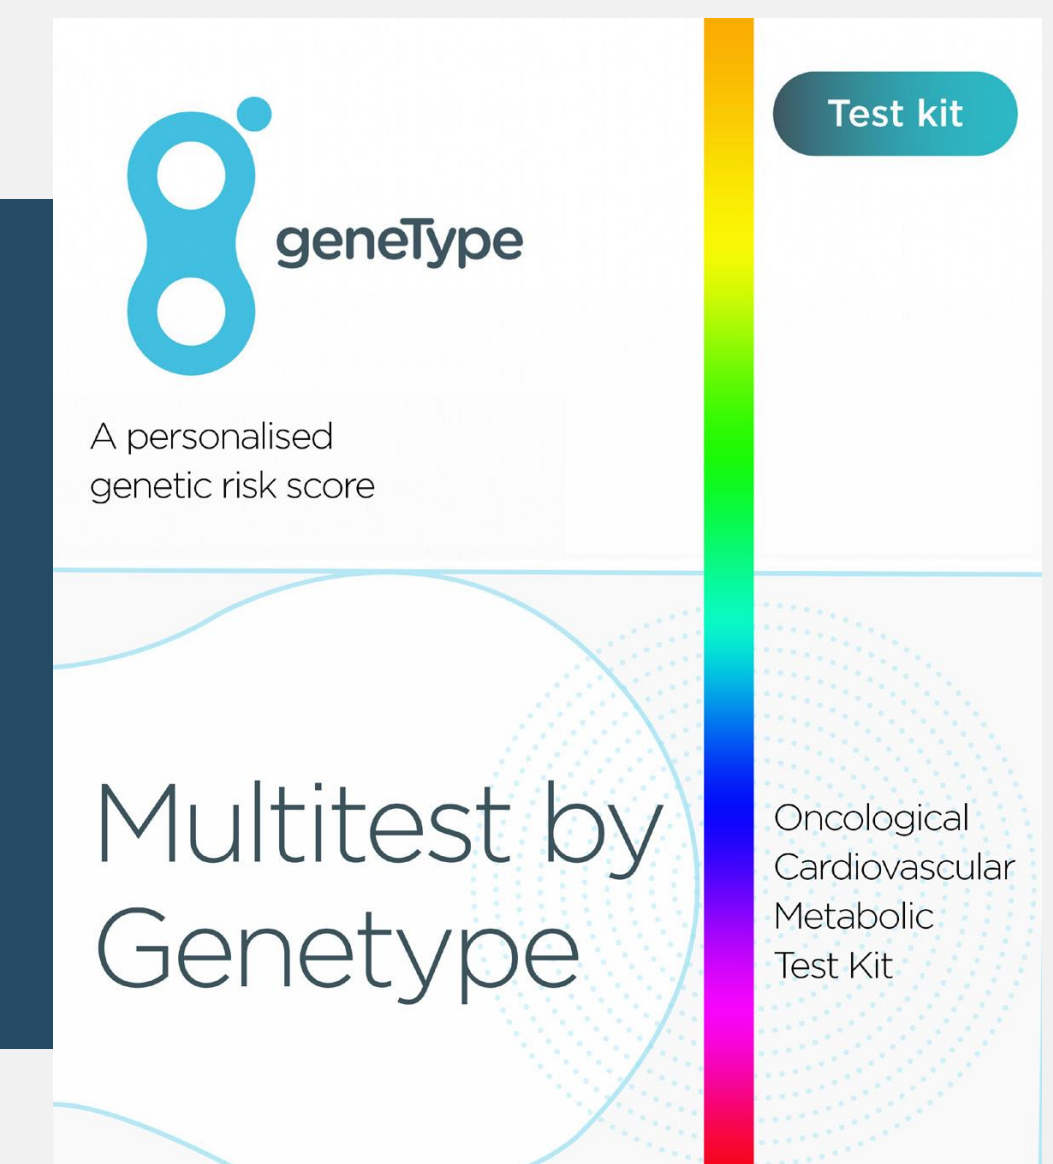 Test kit
geneType
A personalised
genetic risk score
Multitest by
Genetype
Oncological
Cardiovascular
Metabolic
Test Kit